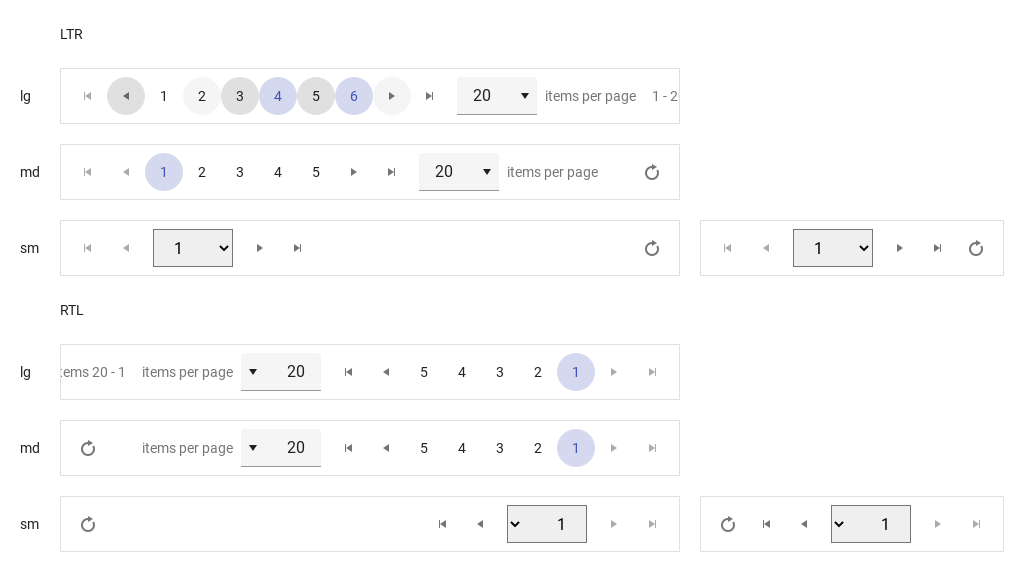 LTR
lg 1 2 3 4 5 6 20 items per page 1 - 2
md 1 2 3 4 5 20 items per page
sm 1 1
RTL
lg tems 20 - 1 items per page 20 5 4 3 2 1
md items per page 20 5 4 3 2 1
sm 1 1